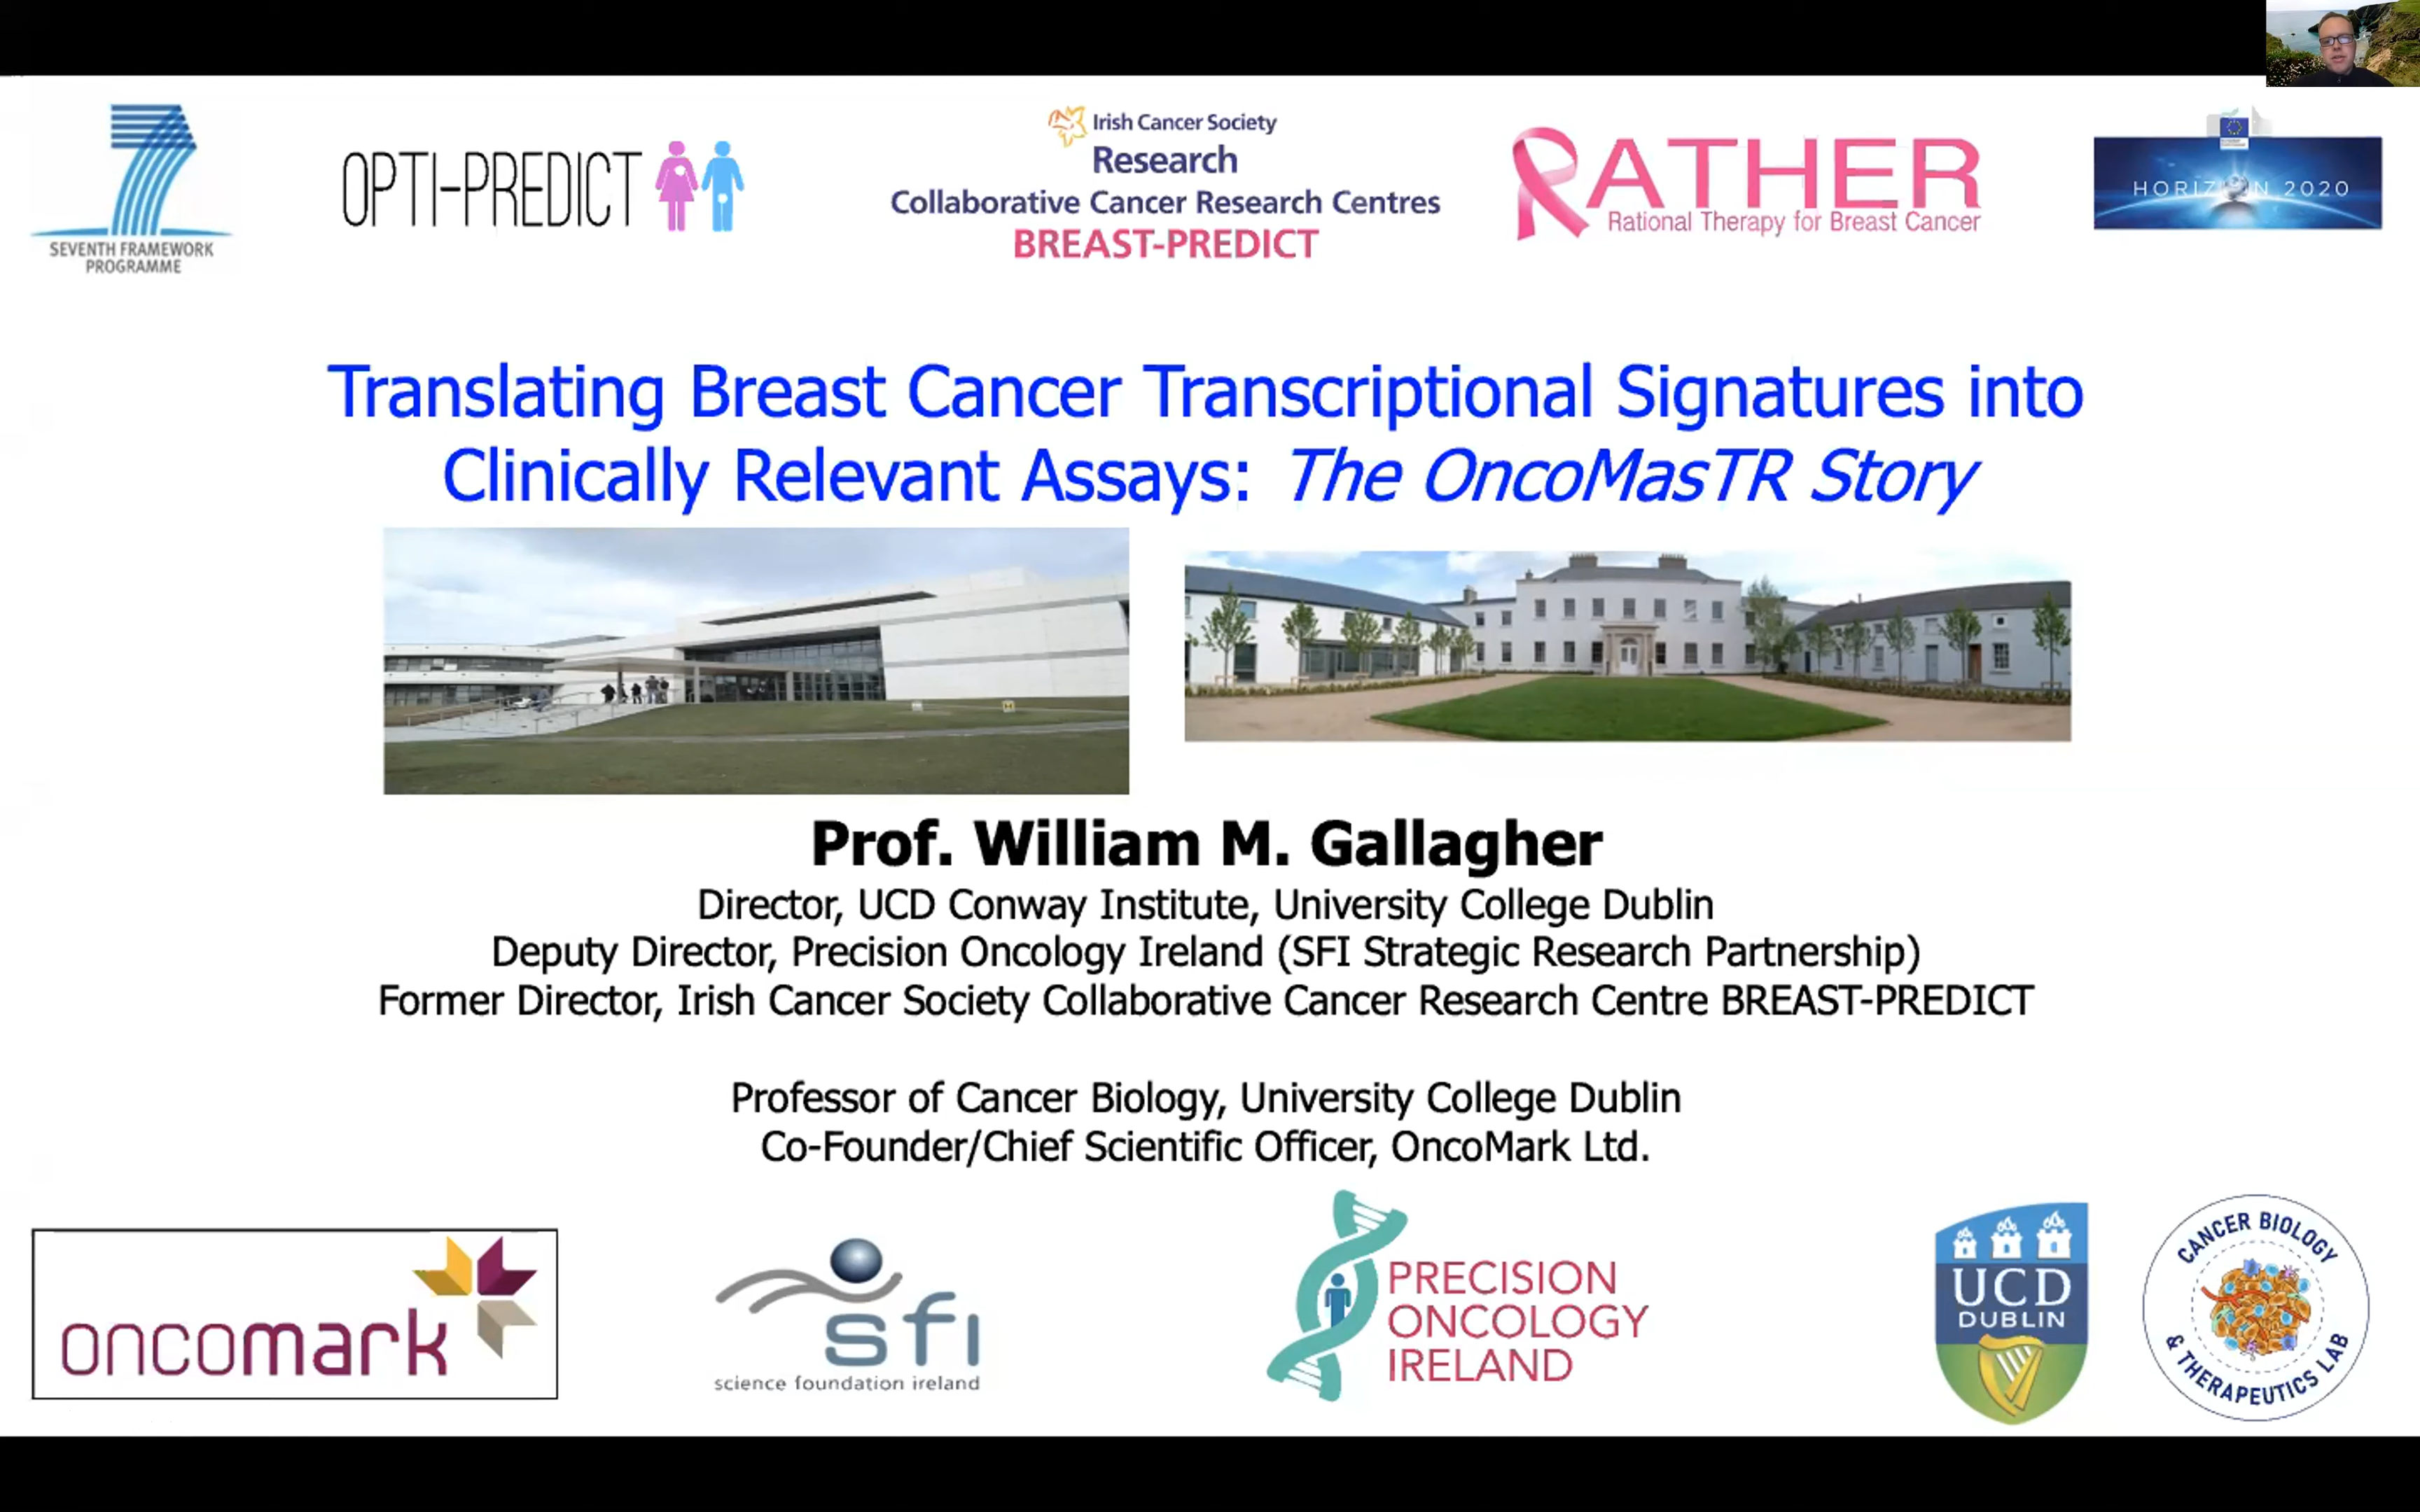 SEVENTH FRAMEWORK
PROGRAMME
OPTI-PREDICT
Irish Cancer Society
Research
Collaborative Cancer Research Centres
BREAST-PREDICT
RATHER
Rational Therapy for Breast Cancer
HORIZON 2020
Translating Breast Cancer Transcriptional Signatures into
Clinically Relevant Assays: The OncoMasTR Story
Prof. William M. Gallagher
Director, UCD Conway Institute, University College Dublin
Deputy Director, Precision Oncology Ireland (SFI Strategic Research Partnership)
Former Director, Irish Cancer Society Collaborative Cancer Research Centre BREAST-PREDICT
Professor of Cancer Biology, University College Dublin
Co-Founder/Chief Scientific Officer, OncoMark Ltd.
oncomark
sfi
science foundation ireland
PRECISION
ONCOLOGY
IRELAND
UCD
DUBLIN
CANCER BIOLOGY
& THERAPEUTICS LAB